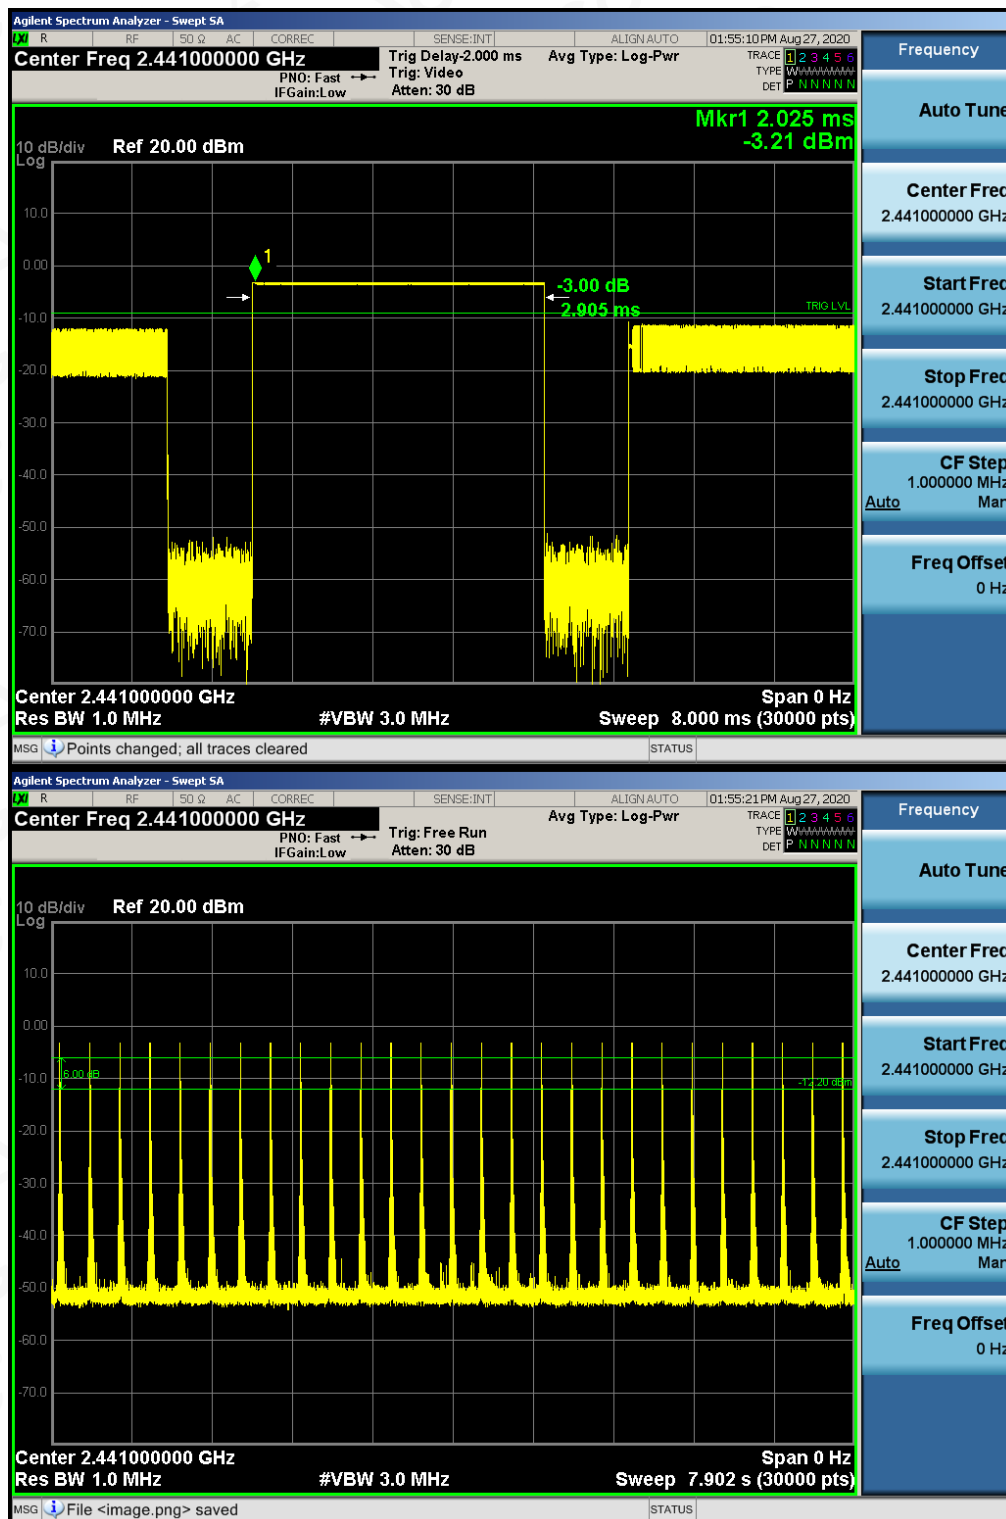 Agilent Spectrum Analyzer - Swept SA
LXI R RF 50 Ω AC CORREC SENSE:INT ALIGN AUTO 01:55:10 PM Aug 27, 2020
Center Freq 2.441000000 GHz
PNO: Fast
IFGain:Low
Trig Delay-2.000 ms
Trig: Video
Atten: 30 dB
Avg Type: Log-Pwr
TRACE 1 2 3 4 5 6
TYPE
DET P N N N N N
Mkr1 2.025 ms
-3.21 dBm
10 dB/div
Log
Ref 20.00 dBm
10.0
0.00
-10.0
-20.0
-30.0
-40.0
-50.0
-60.0
-70.0
1
-3.00 dB
2.905 ms
TRIG LVL
Center 2.441000000 GHz
Span 0 Hz
Res BW 1.0 MHz
#VBW 3.0 MHz
Sweep 8.000 ms (30000 pts)
MSG Points changed; all traces cleared
STATUS
Frequency
Auto Tune
Center Freq
2.441000000 GHz
Start Freq
2.441000000 GHz
Stop Freq
2.441000000 GHz
CF Step
1.000000 MHz
Auto Man
Freq Offset
0 Hz
Agilent Spectrum Analyzer - Swept SA
LXI R RF 50 Ω AC CORREC SENSE:INT ALIGN AUTO 01:55:21 PM Aug 27, 2020
Center Freq 2.441000000 GHz
PNO: Fast
IFGain:Low
Trig: Free Run
Atten: 30 dB
Avg Type: Log-Pwr
TRACE 1 2 3 4 5 6
TYPE
DET P N N N N N
10 dB/div
Log
Ref 20.00 dBm
10.0
0.00
-10.0
-20.0
-30.0
-40.0
-50.0
-60.0
-70.0
6.00 dB
-12.20 dBm
Center 2.441000000 GHz
Span 0 Hz
Res BW 1.0 MHz
#VBW 3.0 MHz
Sweep 7.902 s (30000 pts)
MSG File <image.png> saved
STATUS
Frequency
Auto Tune
Center Freq
2.441000000 GHz
Start Freq
2.441000000 GHz
Stop Freq
2.441000000 GHz
CF Step
1.000000 MHz
Auto Man
Freq Offset
0 Hz